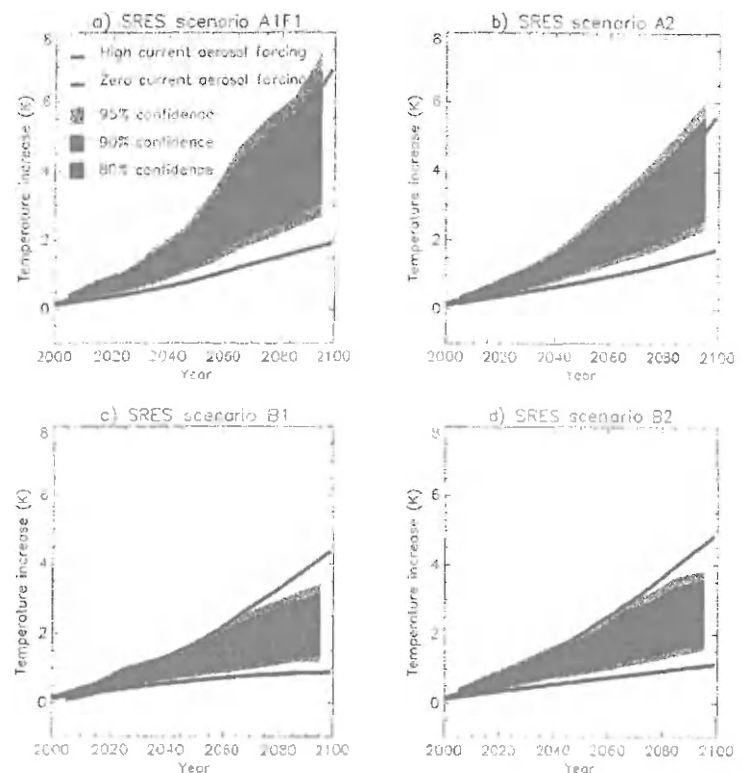 a) SRES scenario A1F1
High current aerosol forcing
Zero current aerosol forcing
95% confidence
90% confidence
80% confidence
Temperature increase (K)
8
6
4
2
0
2000 2020 2040 2060 2080 2100
Year
b) SRES scenario A2
Temperature increase (K)
8
6
4
2
0
2000 2020 2040 2060 2080 2100
Year
c) SRES scenario B1
Temperature increase (K)
8
6
4
2
0
2000 2020 2040 2060 2080 2100
Year
d) SRES scenario B2
Temperature increase (K)
8
6
4
2
0
2000 2020 2040 2060 2080 2100
Year